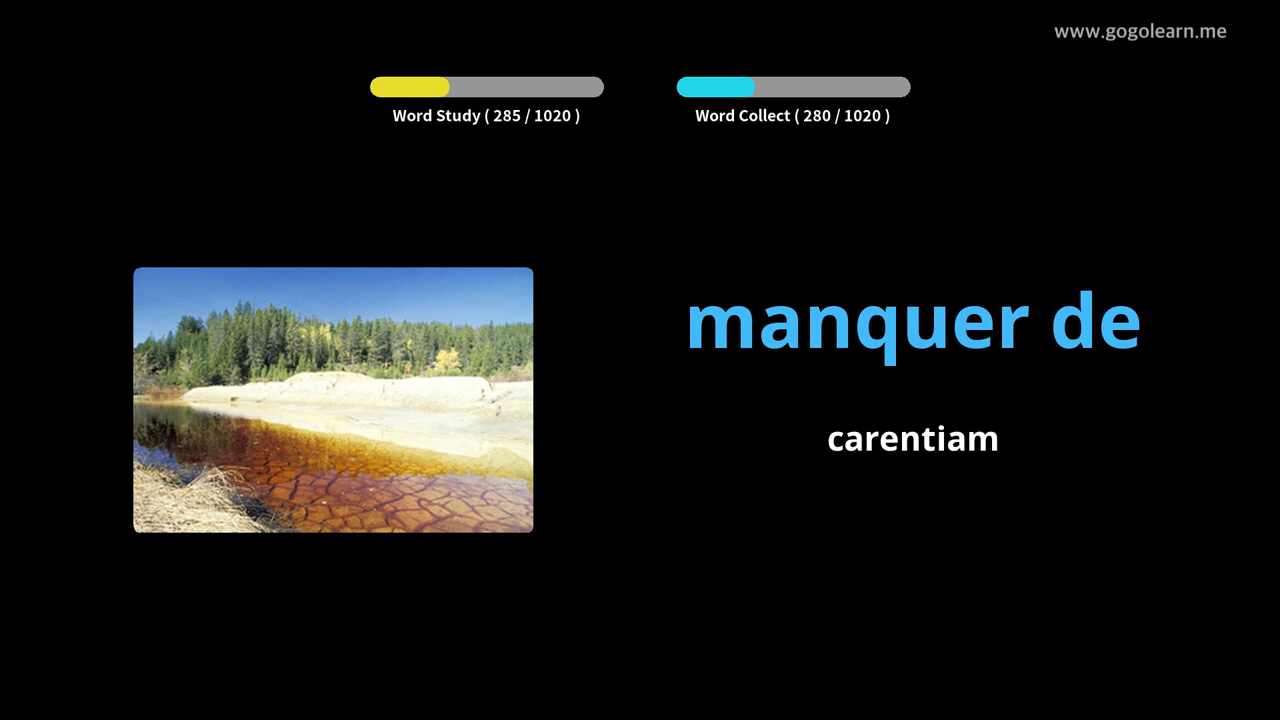 www.gogolearn.me
Word Study ( 285 / 1020 )
Word Collect ( 280 / 1020 )
manquer de
carentiam